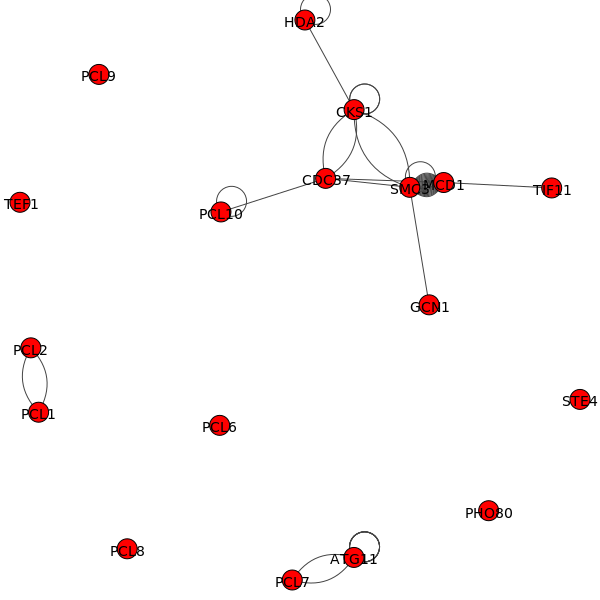 HDA2
PCL9
CKS1
CDC37
SMC3
MCD1
TIF11
TEF1
PCL10
GCN1
PCL2
PCL1
STE4
PCL6
PHO80
PCL8
ATG11
PCL7